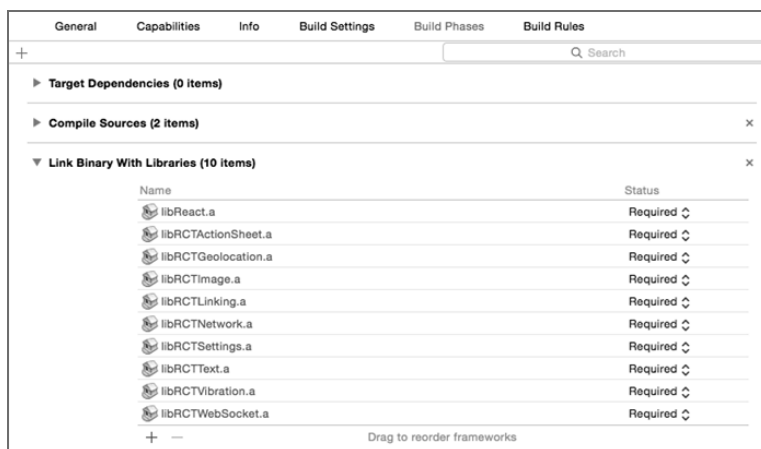 General Capabilities Info Build Settings Build Phases Build Rules
+ Search
Target Dependencies (0 items)
Compile Sources (2 items) ×
Link Binary With Libraries (10 items) ×
Name Status
libReact.a Required
libRCTActionSheet.a Required
libRCTGeolocation.a Required
libRCTImage.a Required
libRCTLinking.a Required
libRCTNetwork.a Required
libRCTSettings.a Required
libRCTText.a Required
libRCTVibration.a Required
libRCTWebSocket.a Required
+ — Drag to reorder frameworks